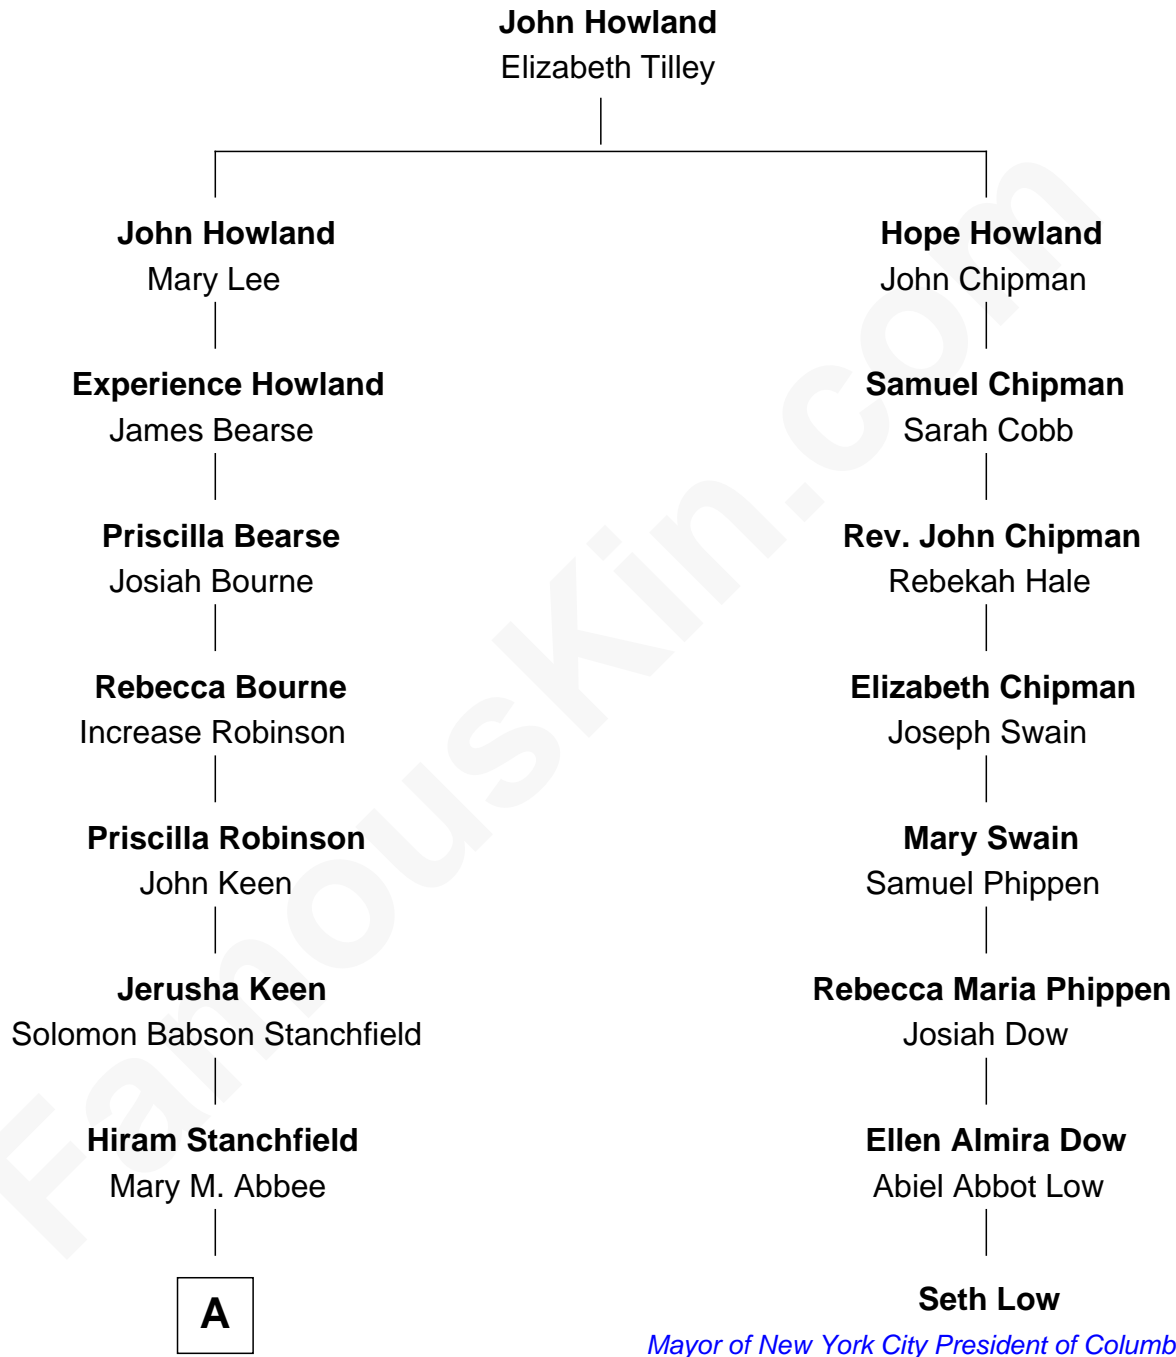 John Howland
Elizabeth Tilley
John Howland
Mary Lee
Hope Howland
John Chipman
Experience Howland
James Bearse
Samuel Chipman
Sarah Cobb
Priscilla Bearse
Josiah Bourne
Rev. John Chipman
Rebekah Hale
Rebecca Bourne
Increase Robinson
Elizabeth Chipman
Joseph Swain
Priscilla Robinson
John Keen
Mary Swain
Samuel Phippen
Jerusha Keen
Solomon Babson Stanchfield
Rebecca Maria Phippen
Josiah Dow
Hiram Stanchfield
Mary M. Abbee
Ellen Almira Dow
Abiel Abbot Low
A
Seth Low
Mayor of New York City President of Columb
FamousKin.com